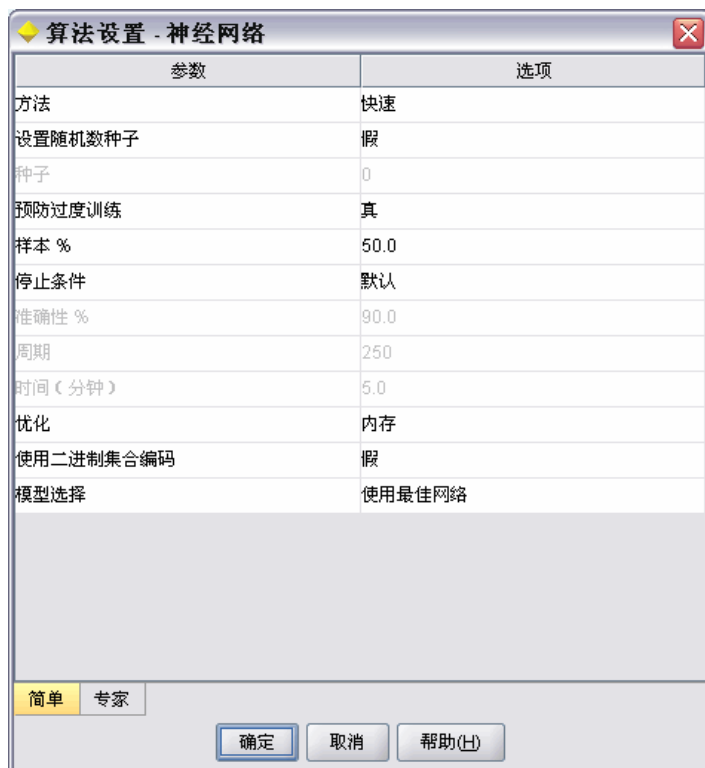 算法设置 - 神经网络
参数 选项
方法 快速
设置随机数种子 假
种子 0
预防过度训练 真
样本 % 50.0
停止条件 默认
准确性 % 90.0
周期 250
时间（分钟） 5.0
优化 内存
使用二进制集合编码 假
模型选择 使用最佳网络
简单 专家
确定 取消 帮助(H)